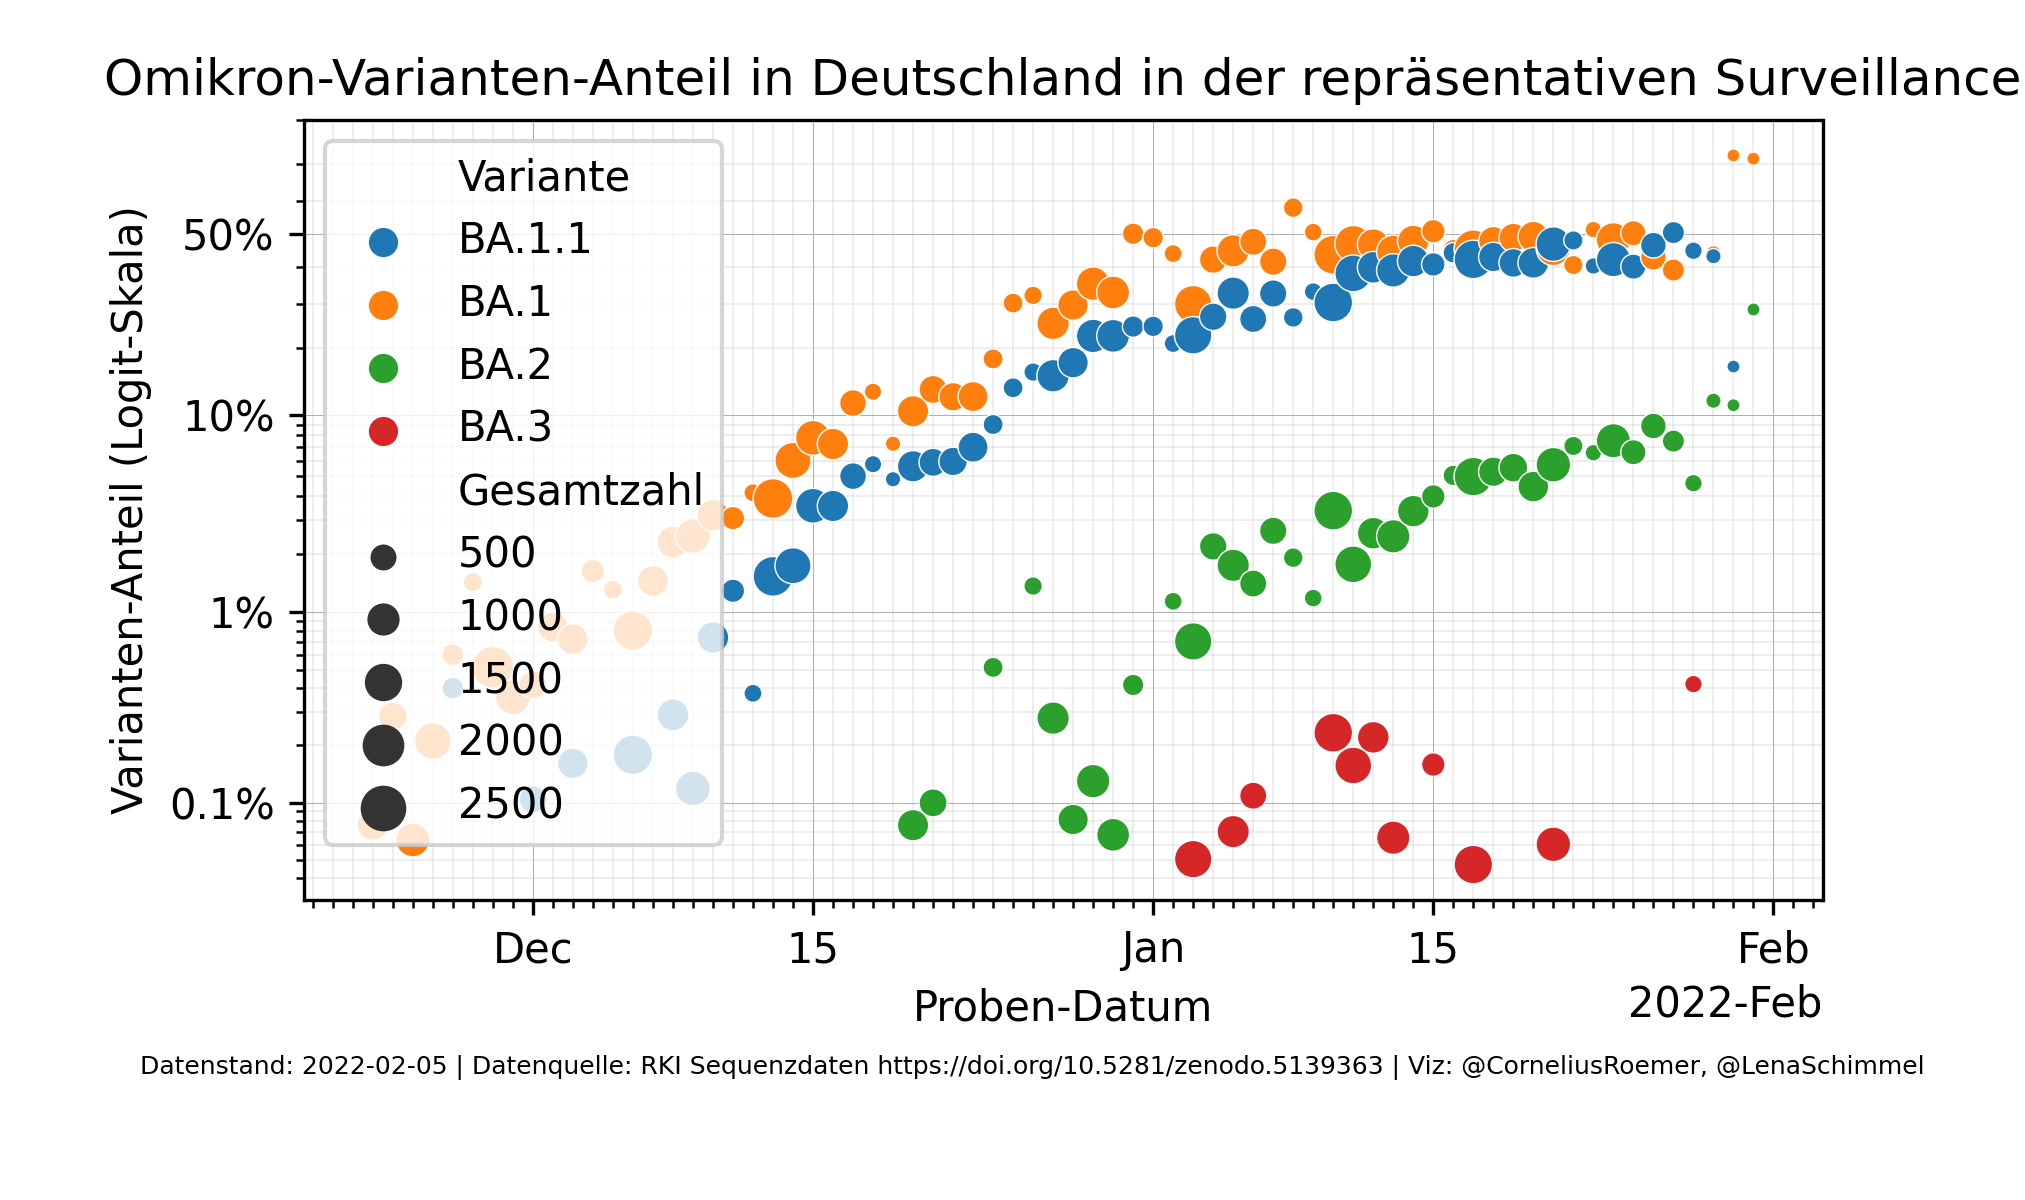 Omikron-Varianten-Anteil in Deutschland in der repräsentativen Surveillance
Varianten-Anteil (Logit-Skala)
50%
10%
1%
0.1%
Variante
BA.1.1
BA.1
BA.2
BA.3
Gesamtzahl
500
1000
1500
2000
2500
Dec
15
Jan
15
Feb
Proben-Datum
2022-Feb
Datenstand: 2022-02-05 | Datenquelle: RKI Sequenzdaten https://doi.org/10.5281/zenodo.5139363 | Viz: @CorneliusRoemer, @LenaSchimmel